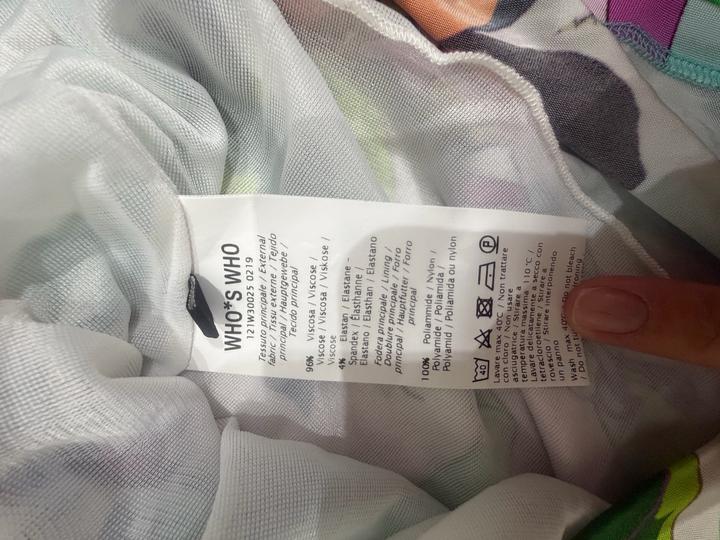 WHO*S WHO
121W30025 0219
Tessuto principale / External
fabric / Tissu externe / Tejido
principal / Hauptgewebe /
Tecido principal
96% Viscosa / Viscose /
Viscose / Viscosa / Viskose /
Viscose
4% Elastan / Elastane -
Spandex / Élasthanne /
Elastano / Elasthan / Elastano
Fodera principale / Lining /
Doublure principale / Forro
principal / Hauptfutter / Forro
principal
100% Poliammide / Nylon /
Polyamide / Poliamida /
Polyamid / Poliamida ou nylon
40 P
Lavare max 40°C / Non trattare
con cloro / Non usare
asciugatrice / Stirare a
temperatura massima 110 °C /
Lavare delicatamente a secco con
tetracloroetilene / Stirare a
rovescio / Stirare interponendo
un panno
Wash max 40° do not bleach
/ Do not